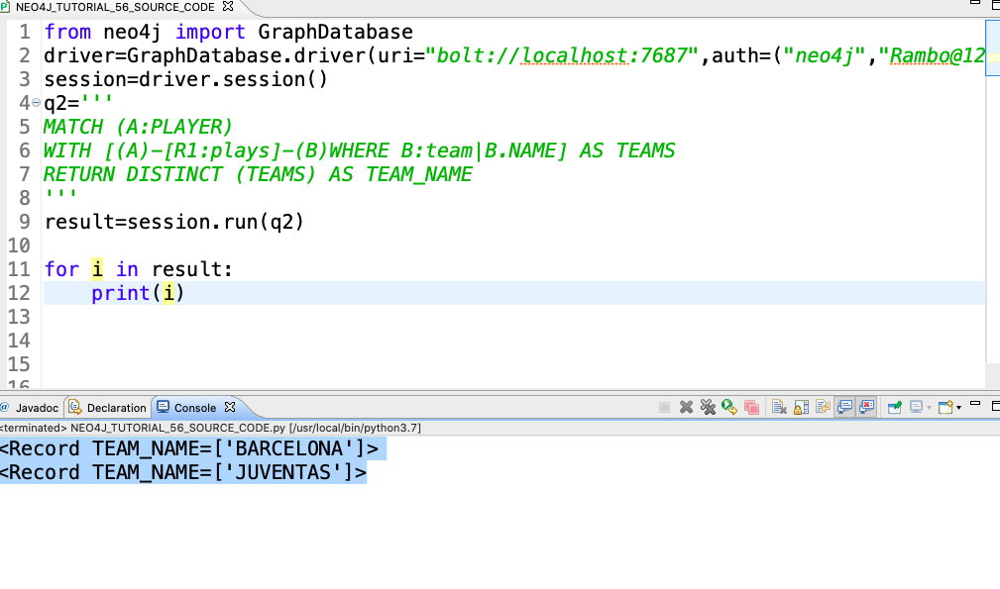 NEO4J_TUTORIAL_56_SOURCE_CODE
1 from neo4j import GraphDatabase
2 driver=GraphDatabase.driver(uri="bolt://localhost:7687",auth=("neo4j","Rambo@12
3 session=driver.session()
4 q2='''
5 MATCH (A:PLAYER)
6 WITH [(A)-[R1:plays]-(B)WHERE B:team|B.NAME] AS TEAMS
7 RETURN DISTINCT (TEAMS) AS TEAM_NAME
8 '''
9 result=session.run(q2)
10
11 for i in result:
12 print(i)
13
14
15
16
@ Javadoc Declaration Console
<terminated> NEO4J_TUTORIAL_56_SOURCE_CODE.py [/usr/local/bin/python3.7]
<Record TEAM_NAME=['BARCELONA']>
<Record TEAM_NAME=['JUVENTAS']>